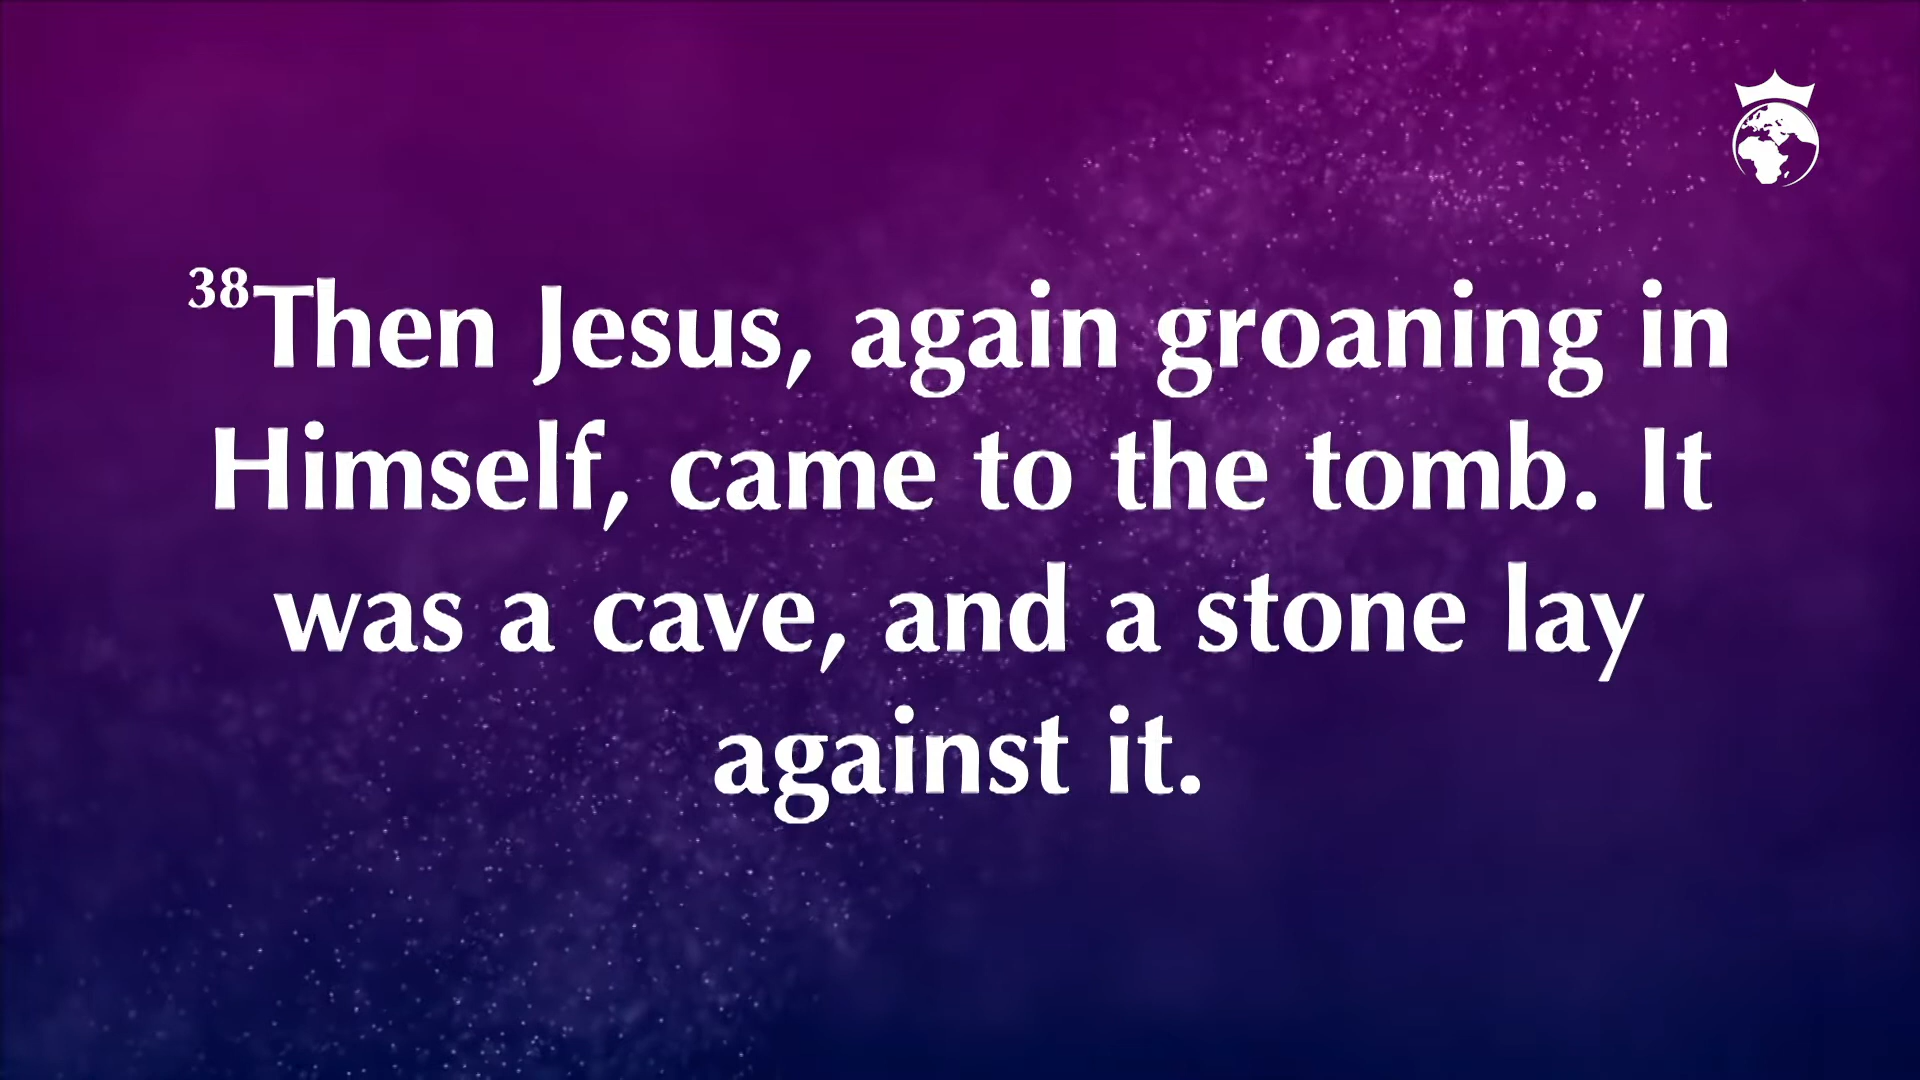 38Then Jesus, again groaning in
Himself, came to the tomb. It
was a cave, and a stone lay
against it.